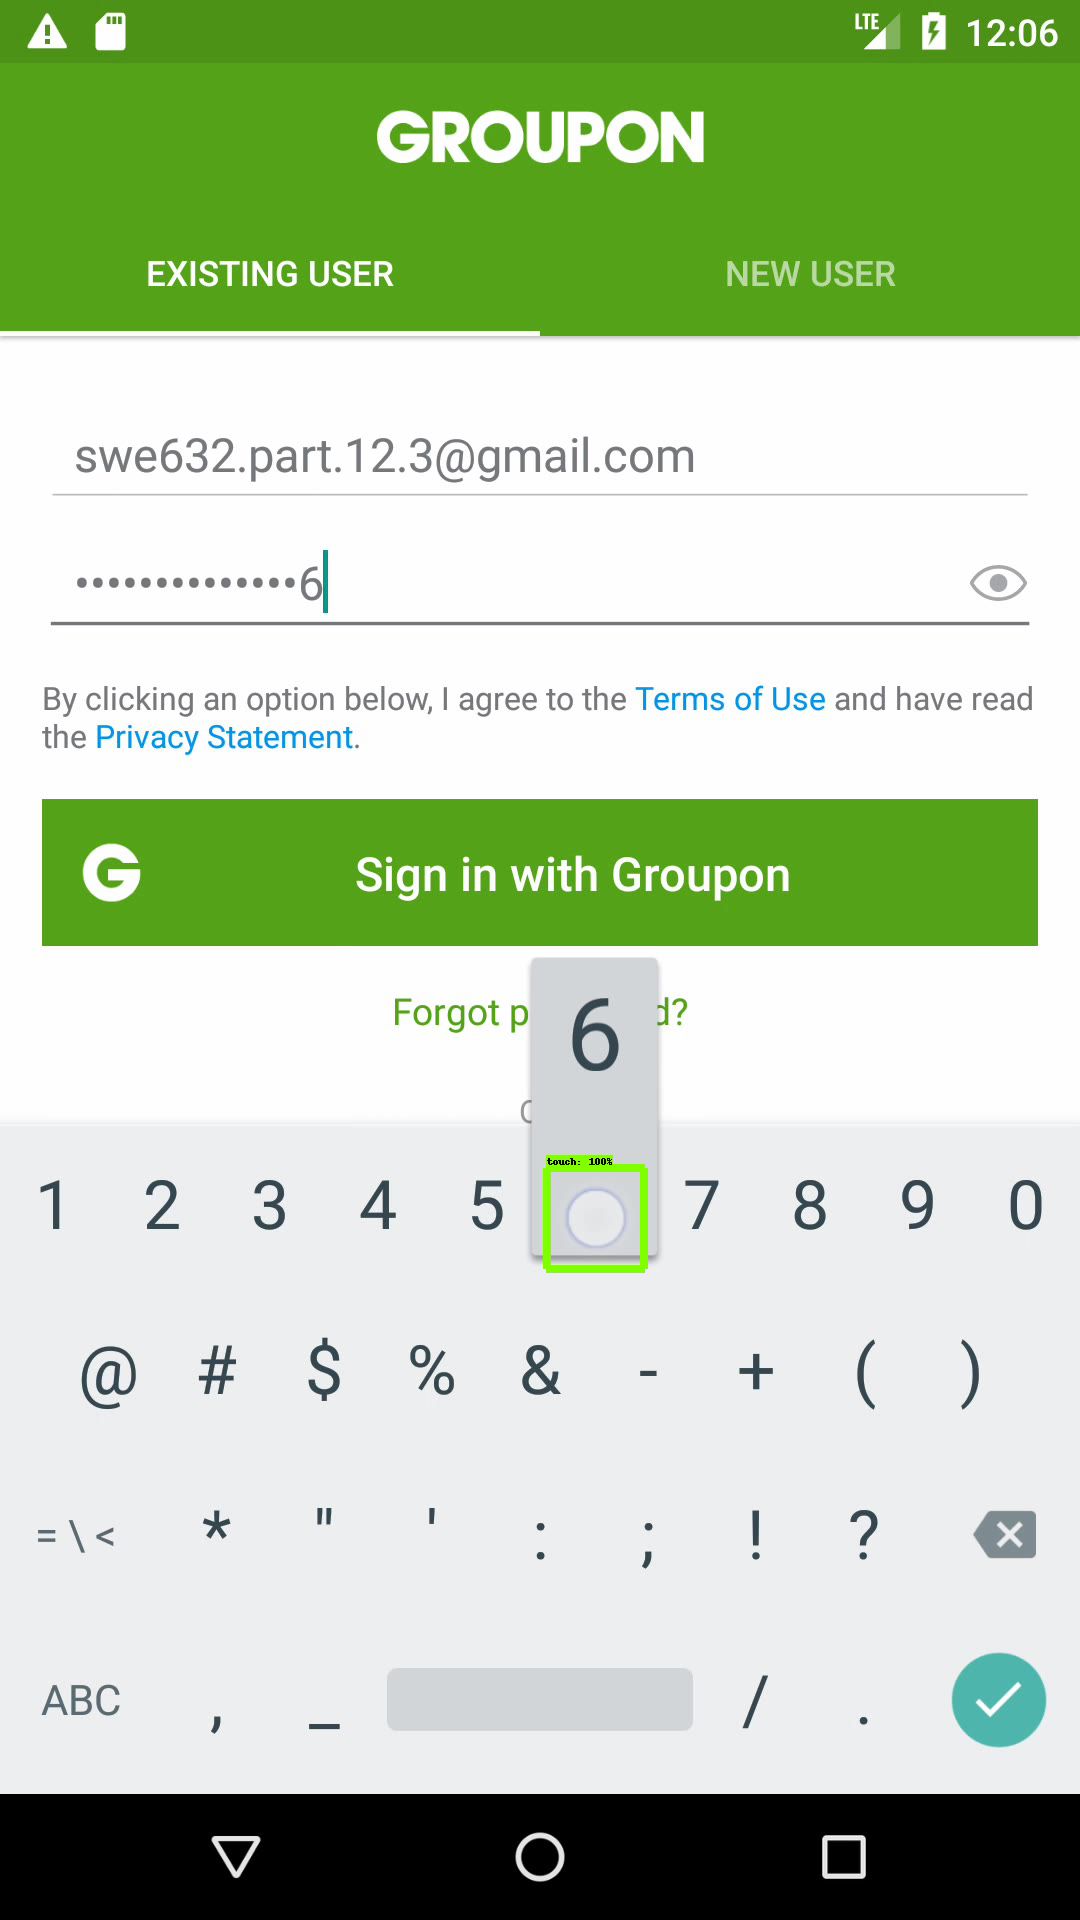 LTE 12:06
GROUPON
EXISTING USER NEW USER
swe632.part.12.3@gmail.com
••••••••••••••6
By clicking an option below, I agree to the Terms of Use and have read
the Privacy Statement.
G Sign in with Groupon
6
Forgot p d?
touch: 100%
1 2 3 4 5 7 8 9 0
@ # $ % & - + ( )
= \ < * " ' : ; ! ?
ABC , _ / .